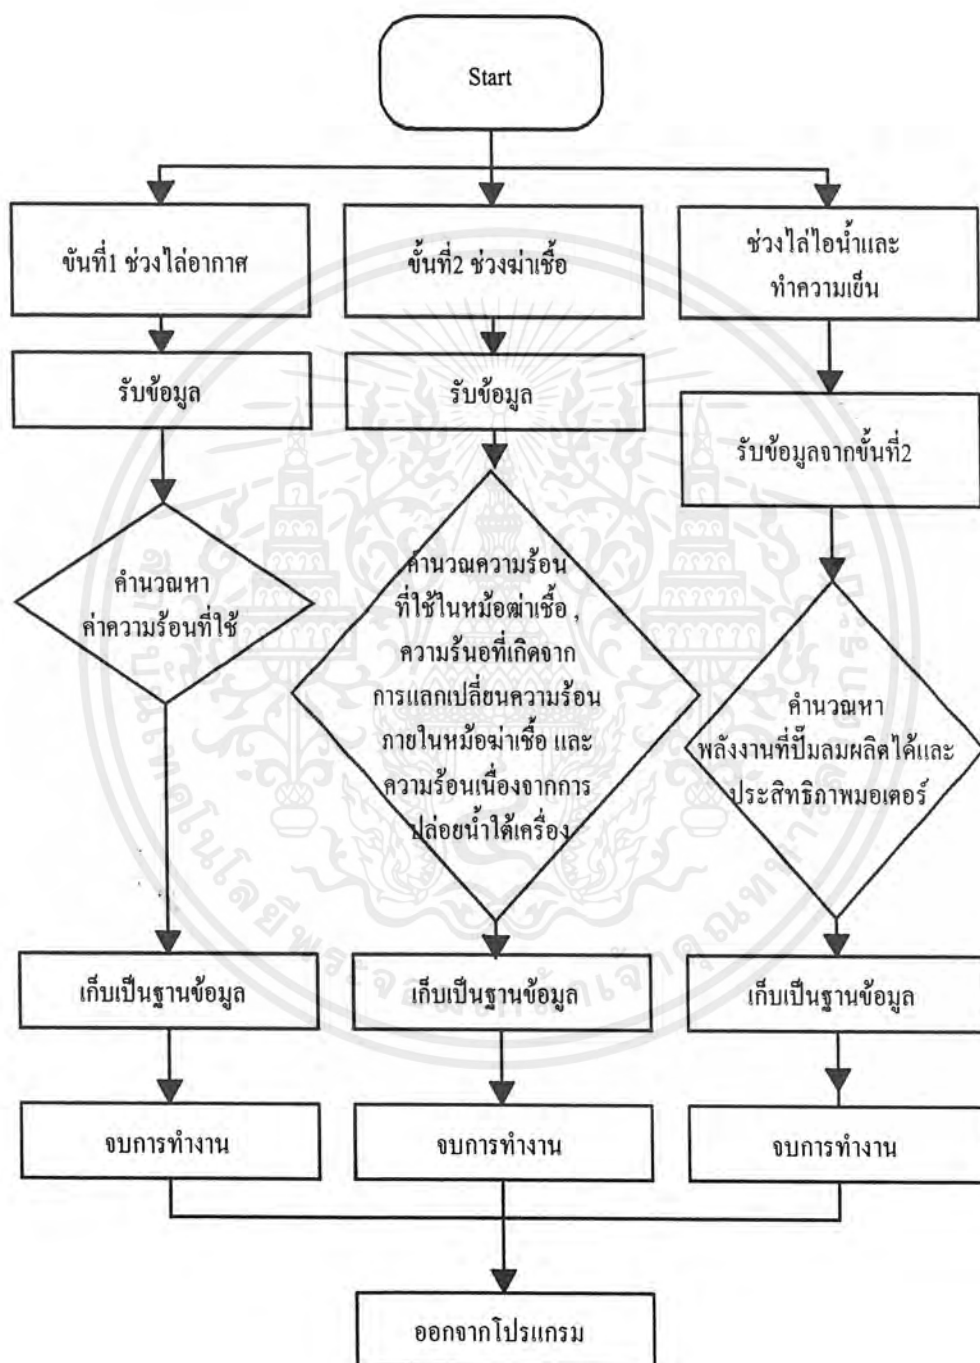 Start
ขันที่1 ช่วงไล่อากาศ
ขั้นที่2 ช่วงฆ่าเชื้อ
ช่วงไล่ไอน้ำและ
ทำความเย็น
รับข้อมูล
รับข้อมูล
รับข้อมูลจากขั้นที่2
คำนวณหา
ค่าความร้อนที่ใช้
คำนวณความร้อน
ที่ใช้ในหม้อฆ่าเชื้อ ,
ความร้นอที่เกิดจาก
การแลกเปลี่ยนความร้อน
ภายในหม้อฆ่าเชื้อ และ
ความร้อนเนื่องจากการ
ปล่อยน้ำใต้เครื่อง
คำนวณหา
พลังงานที่ปั๊มลมผลิตได้และ
ประสิทธิภาพมอเตอร์
เก็บเป็นฐานข้อมูล
เก็บเป็นฐานข้อมูล
เก็บเป็นฐานข้อมูล
จบการทำงาน
จบการทำงาน
จบการทำงาน
ออกจากโปรแกรม